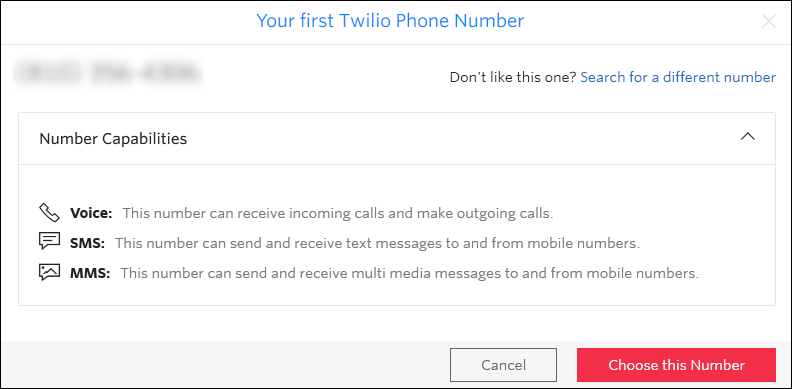 Your first Twilio Phone Number
Don't like this one? Search for a different number
Number Capabilities
Voice: This number can receive incoming calls and make outgoing calls.
SMS: This number can send and receive text messages to and from mobile numbers.
MMS: This number can send and receive multi media messages to and from mobile numbers.
Cancel Choose this Number